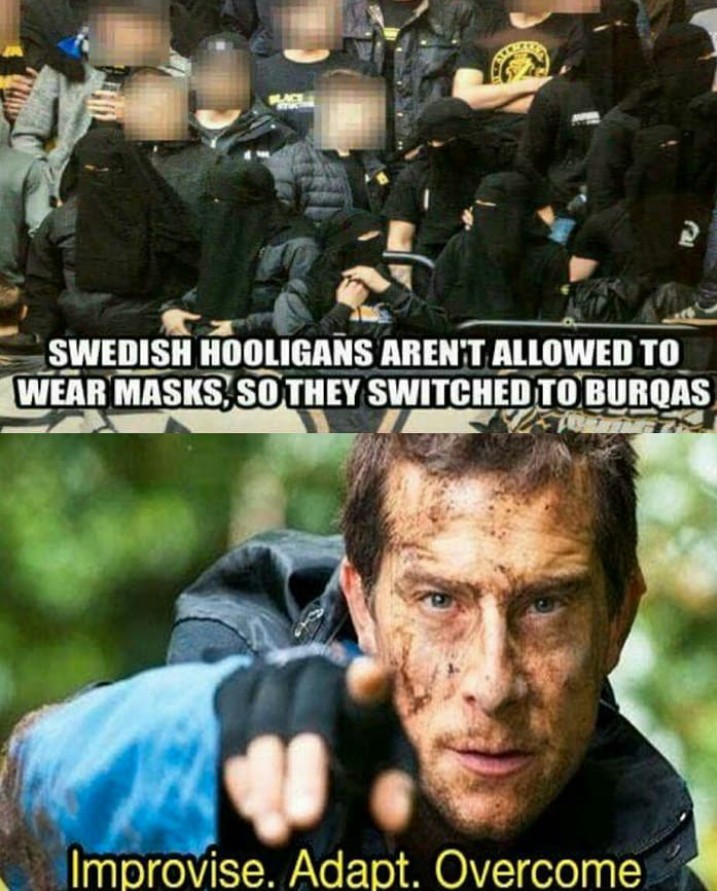 SWEDISH HOOLIGANS AREN'T ALLOWED TO
WEAR MASKS, SO THEY SWITCHED TO BURQAS
Improvise. Adapt. Overcome